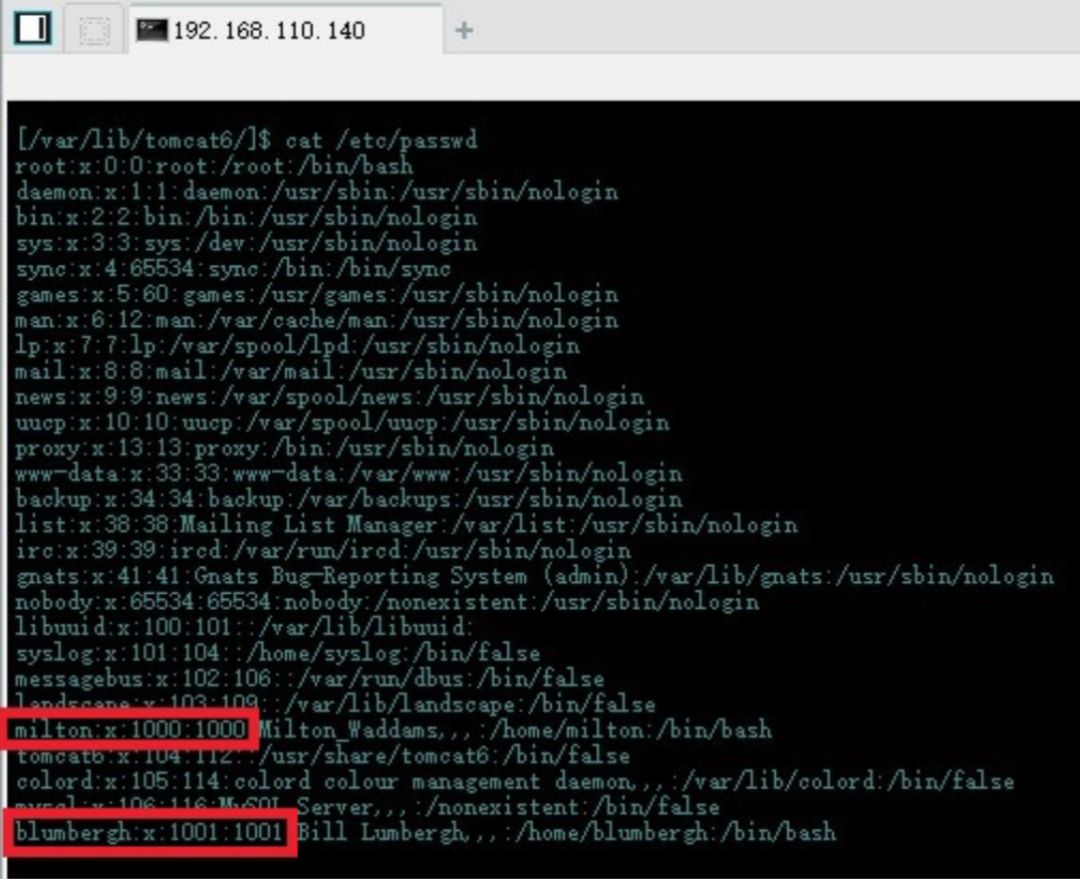 192.168.110.140
[/var/lib/tomcat6/]$ cat /etc/passwd
root:x:0:0:root:/root:/bin/bash
daemon:x:1:1:daemon:/usr/sbin:/usr/sbin/nologin
bin:x:2:2:bin:/bin:/usr/sbin/nologin
sys:x:3:3:sys:/dev:/usr/sbin/nologin
sync:x:4:65534:sync:/bin:/bin/sync
games:x:5:60:games:/usr/games:/usr/sbin/nologin
man:x:6:12:man:/var/cache/man:/usr/sbin/nologin
lp:x:7:7:lp:/var/spool/lpd:/usr/sbin/nologin
mail:x:8:8:mail:/var/mail:/usr/sbin/nologin
news:x:9:9:news:/var/spool/news:/usr/sbin/nologin
uucp:x:10:10:uucp:/var/spool/uucp:/usr/sbin/nologin
proxy:x:13:13:proxy:/bin:/usr/sbin/nologin
www-data:x:33:33:www-data:/var/www:/usr/sbin/nologin
backup:x:34:34:backup:/var/backups:/usr/sbin/nologin
list:x:38:38:Mailing List Manager:/var/list:/usr/sbin/nologin
irc:x:39:39:ircd:/var/run/ircd:/usr/sbin/nologin
gnats:x:41:41:Gnats Bug-Reporting System (admin):/var/lib/gnats:/usr/sbin/nologin
nobody:x:65534:65534:nobody:/nonexistent:/usr/sbin/nologin
libuuid:x:100:101::/var/lib/libuuid:
syslog:x:101:104::/home/syslog:/bin/false
messagebus:x:102:106::/var/run/dbus:/bin/false
landscape:x:103:109::/var/lib/landscape:/bin/false
milton:x:1000:1000:Milton_Waddams,,,:/home/milton:/bin/bash
tomcat6:x:104:112::/usr/share/tomcat6:/bin/false
colord:x:105:114:colord colour management daemon,,,:/var/lib/colord:/bin/false
mysql:x:106:116:MySQL Server,,,:/nonexistent:/bin/false
blumbergh:x:1001:1001:Bill Lumbergh,,,:/home/blumbergh:/bin/bash